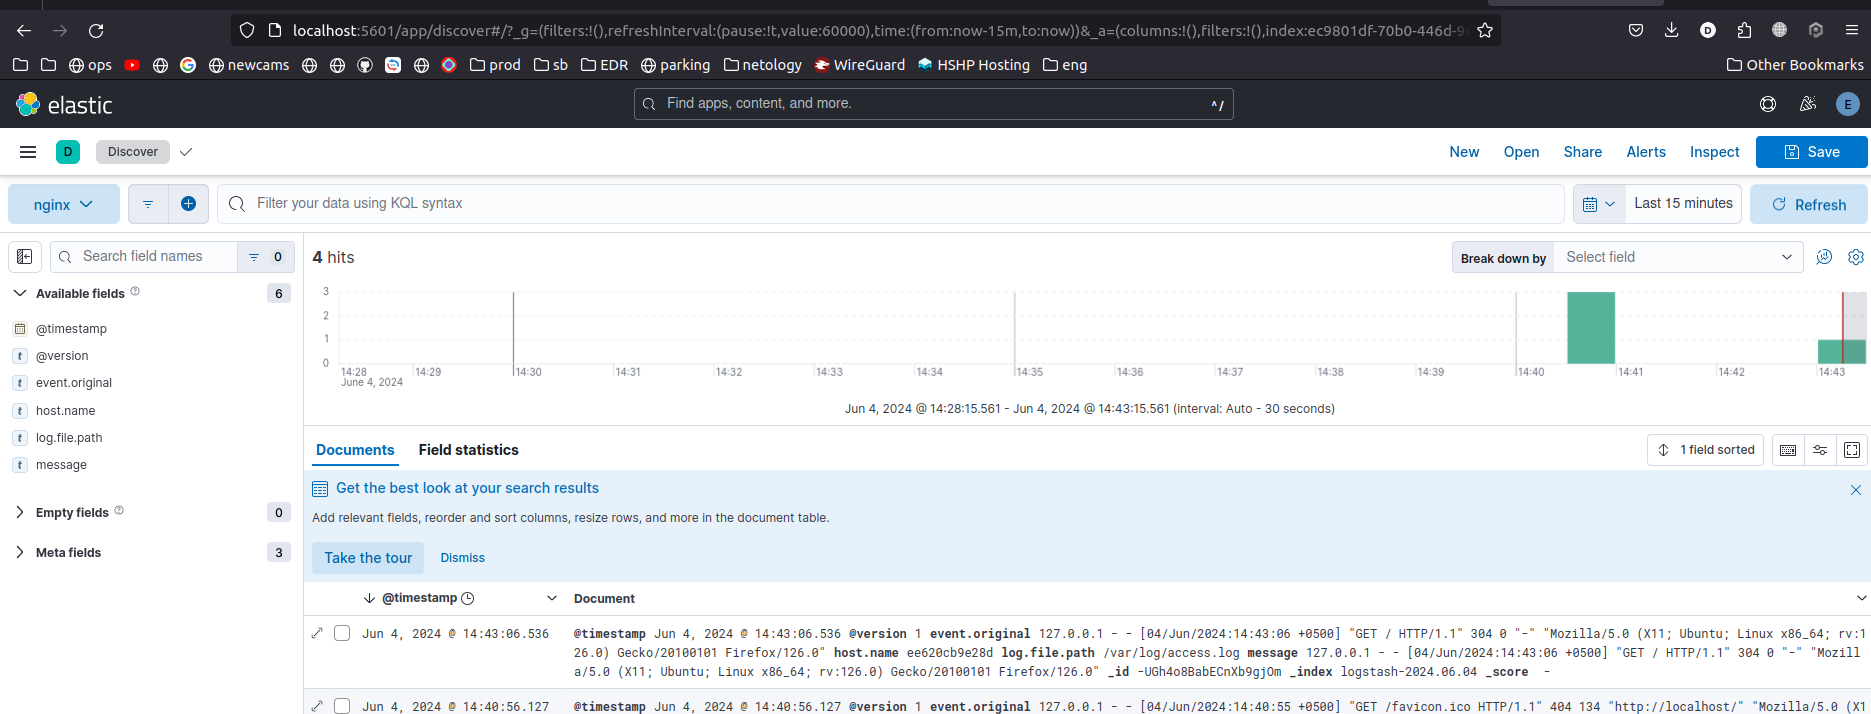 localhost:5601/app/discover#/?_g=(filters:!(),refreshInterval:(pause:!t,value:60000),time:(from:now-15m,to:now))&_a=(columns:!(),filters:!(),index:ec9801df-70b0-446d-9
ops newcams prod sb EDR parking netology WireGuard HSHP Hosting eng Other Bookmarks
elastic Find apps, content, and more. ^/ E
D Discover New Open Share Alerts Inspect Save
nginx Filter your data using KQL syntax Last 15 minutes Refresh
Search field names 0
4 hits Break down by Select field
Available fields 6
@timestamp
@version
event.original
host.name
log.file.path
message
Empty fields 0
Meta fields 3
3
2
1
0
14:28 14:29 14:30 14:31 14:32 14:33 14:34 14:35 14:36 14:37 14:38 14:39 14:40 14:41 14:42 14:43
June 4, 2024
Jun 4, 2024 @ 14:28:15.561 - Jun 4, 2024 @ 14:43:15.561 (interval: Auto - 30 seconds)
Documents Field statistics 1 field sorted
Get the best look at your search results
Add relevant fields, reorder and sort columns, resize rows, and more in the document table.
Take the tour Dismiss
@timestamp Document
Jun 4, 2024 @ 14:43:06.536 @timestamp Jun 4, 2024 @ 14:43:06.536 @version 1 event.original 127.0.0.1 - - [04/Jun/2024:14:43:06 +0500] "GET / HTTP/1.1" 304 0 "-" "Mozilla/5.0 (X11; Ubuntu; Linux x86_64; rv:1
26.0) Gecko/20100101 Firefox/126.0" host.name ee620cb9e28d log.file.path /var/log/access.log message 127.0.0.1 - - [04/Jun/2024:14:43:06 +0500] "GET / HTTP/1.1" 304 0 "-" "Mozill
a/5.0 (X11; Ubuntu; Linux x86_64; rv:126.0) Gecko/20100101 Firefox/126.0" _id -UGh4o8BabECnXb9gjOm _index logstash-2024.06.04 _score -
Jun 4, 2024 @ 14:40:56.127 @timestamp Jun 4, 2024 @ 14:40:56.127 @version 1 event.original 127.0.0.1 - - [04/Jun/2024:14:40:55 +0500] "GET /favicon.ico HTTP/1.1" 404 134 "http://localhost/" "Mozilla/5.0 (X1